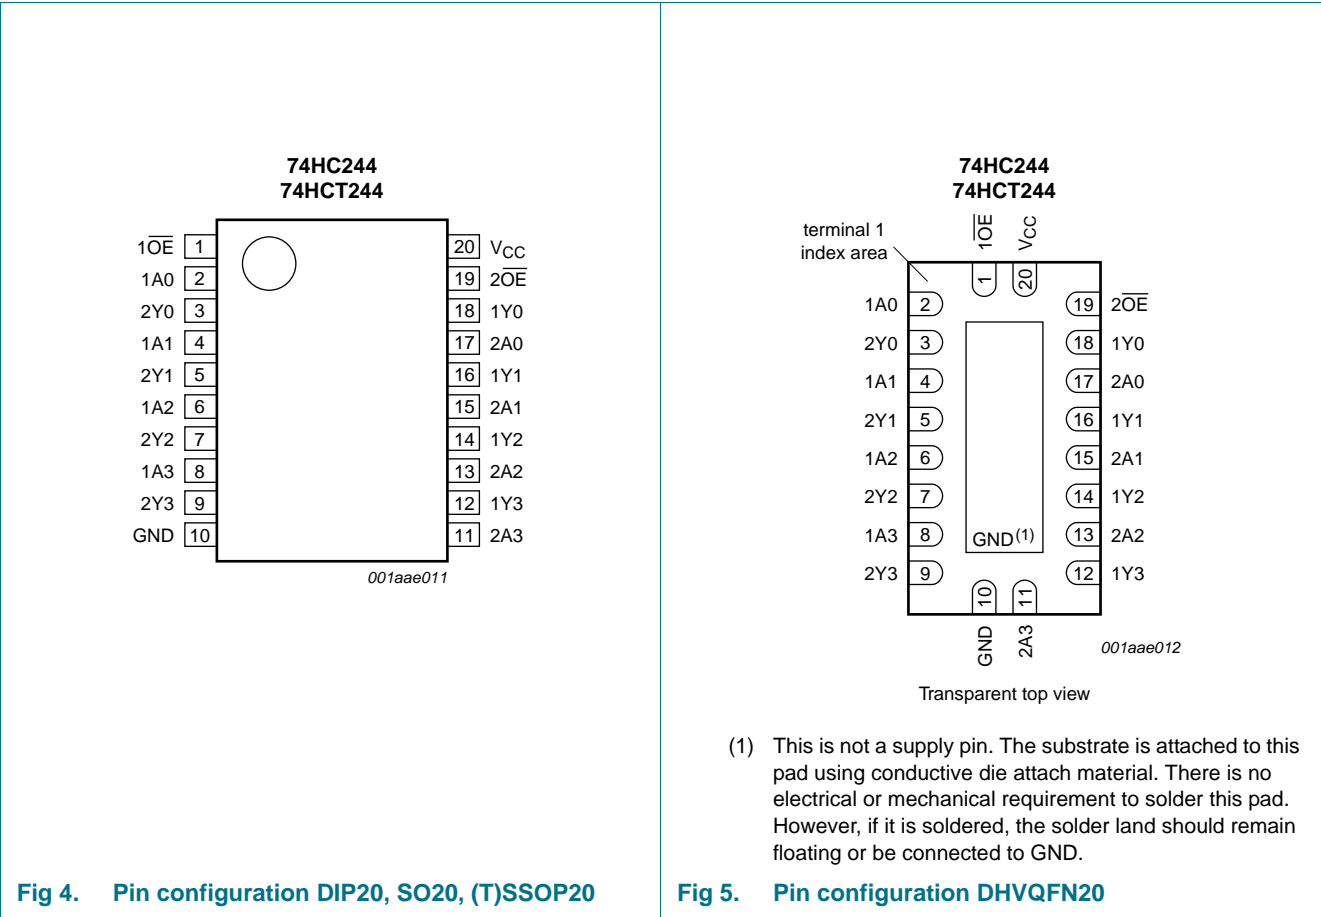 74HC244
74HCT244
1O̅E̅ 1
1A0 2
2Y0 3
1A1 4
2Y1 5
1A2 6
2Y2 7
1A3 8
2Y3 9
GND 10
20 VCC
19 2O̅E̅
18 1Y0
17 2A0
16 1Y1
15 2A1
14 1Y2
13 2A2
12 1Y3
11 2A3
001aae011
Fig 4. Pin configuration DIP20, SO20, (T)SSOP20
74HC244
74HCT244
terminal 1
index area
1O̅E̅
VCC
1
20
1A0 2
2Y0 3
1A1 4
2Y1 5
1A2 6
2Y2 7
1A3 8
2Y3 9
19 2O̅E̅
18 1Y0
17 2A0
16 1Y1
15 2A1
14 1Y2
13 2A2
12 1Y3
GND(1)
10
11
GND
2A3
001aae012
Transparent top view
(1) This is not a supply pin. The substrate is attached to this
pad using conductive die attach material. There is no
electrical or mechanical requirement to solder this pad.
However, if it is soldered, the solder land should remain
floating or be connected to GND.
Fig 5. Pin configuration DHVQFN20